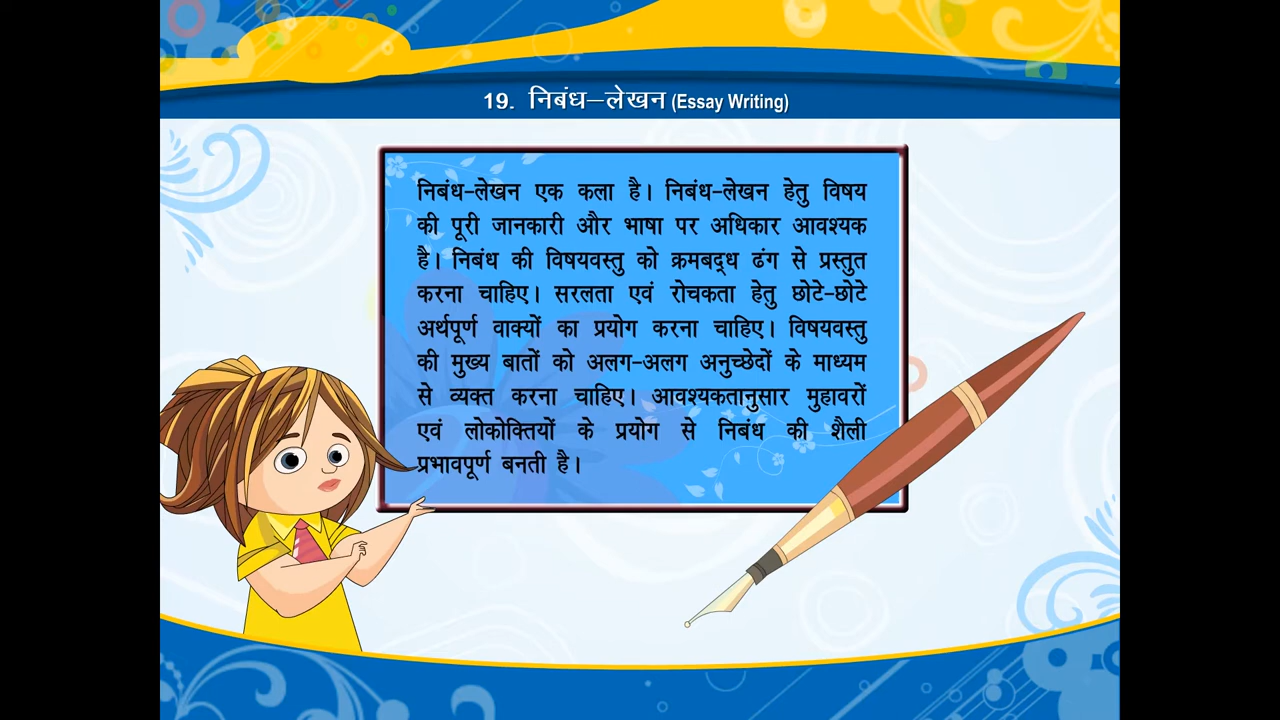 19. निबंध–लेखन (Essay Writing)
निबंध-लेखन एक कला है। निबंध-लेखन हेतु विषय
की पूरी जानकारी और भाषा पर अधिकार आवश्यक
है। निबंध की विषयवस्तु को क्रमबद्ध ढंग से प्रस्तुत
करना चाहिए। सरलता एवं रोचकता हेतु छोटे-छोटे
अर्थपूर्ण वाक्यों का प्रयोग करना चाहिए। विषयवस्तु
की मुख्य बातों को अलग-अलग अनुच्छेदों के माध्यम
से व्यक्त करना चाहिए। आवश्यकतानुसार मुहावरों
एवं लोकोक्तियों के प्रयोग से निबंध की शैली
प्रभावपूर्ण बनती है।